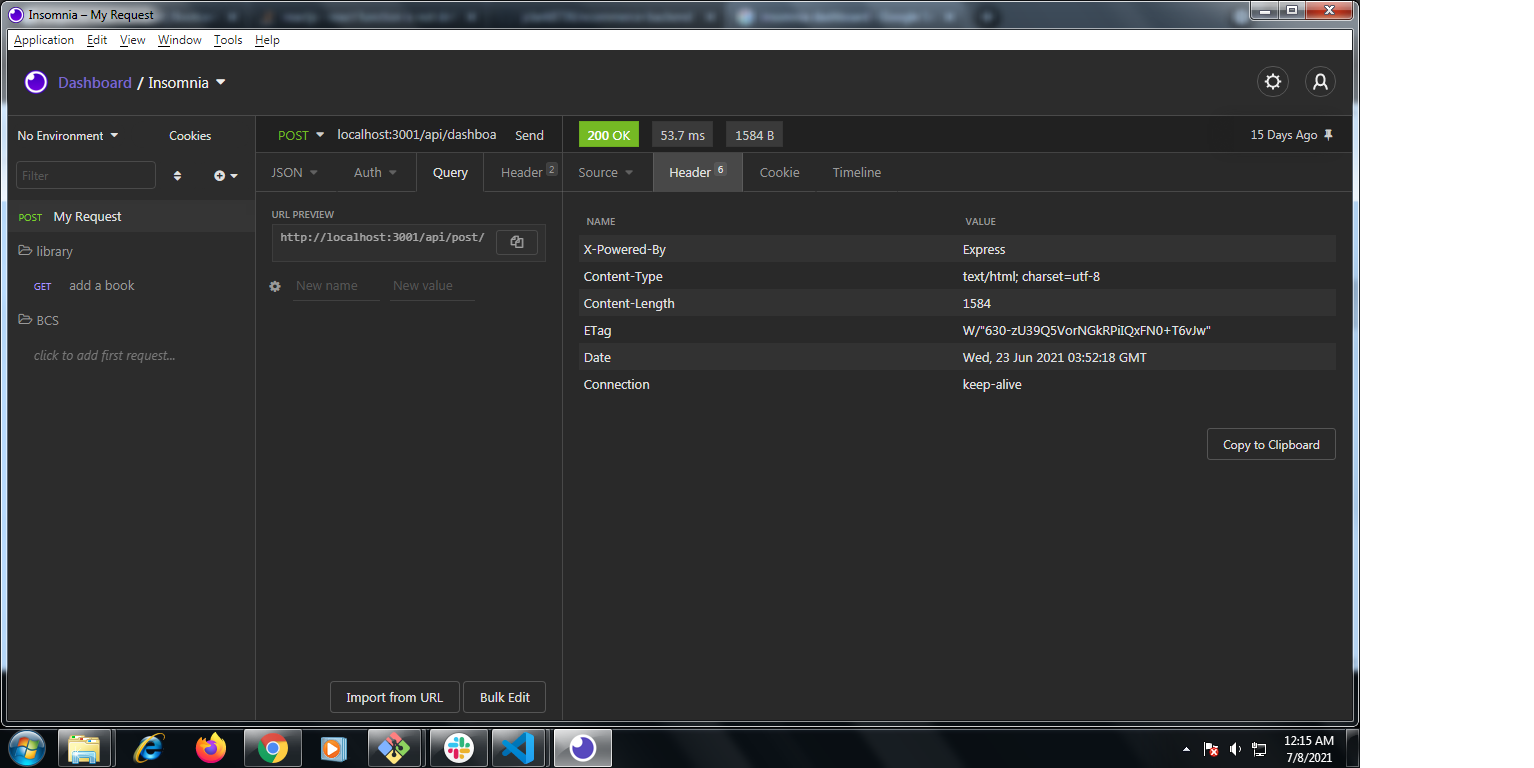 Insomnia – My Request
Application Edit View Window Tools Help
Dashboard / Insomnia
No Environment Cookies
POST localhost:3001/api/dashboa Send
200 OK 53.7 ms 1584 B 15 Days Ago
Filter
JSON Auth Query Header 2
Source Header 6 Cookie Timeline
POST My Request
library
GET add a book
BCS
click to add first request...
URL PREVIEW
http://localhost:3001/api/post/
New name New value
Import from URL Bulk Edit
NAME VALUE
X-Powered-By Express
Content-Type text/html; charset=utf-8
Content-Length 1584
ETag W/"630-zU39Q5VorNGkRPiIQxFN0+T6vJw"
Date Wed, 23 Jun 2021 03:52:18 GMT
Connection keep-alive
Copy to Clipboard
12:15 AM
7/8/2021